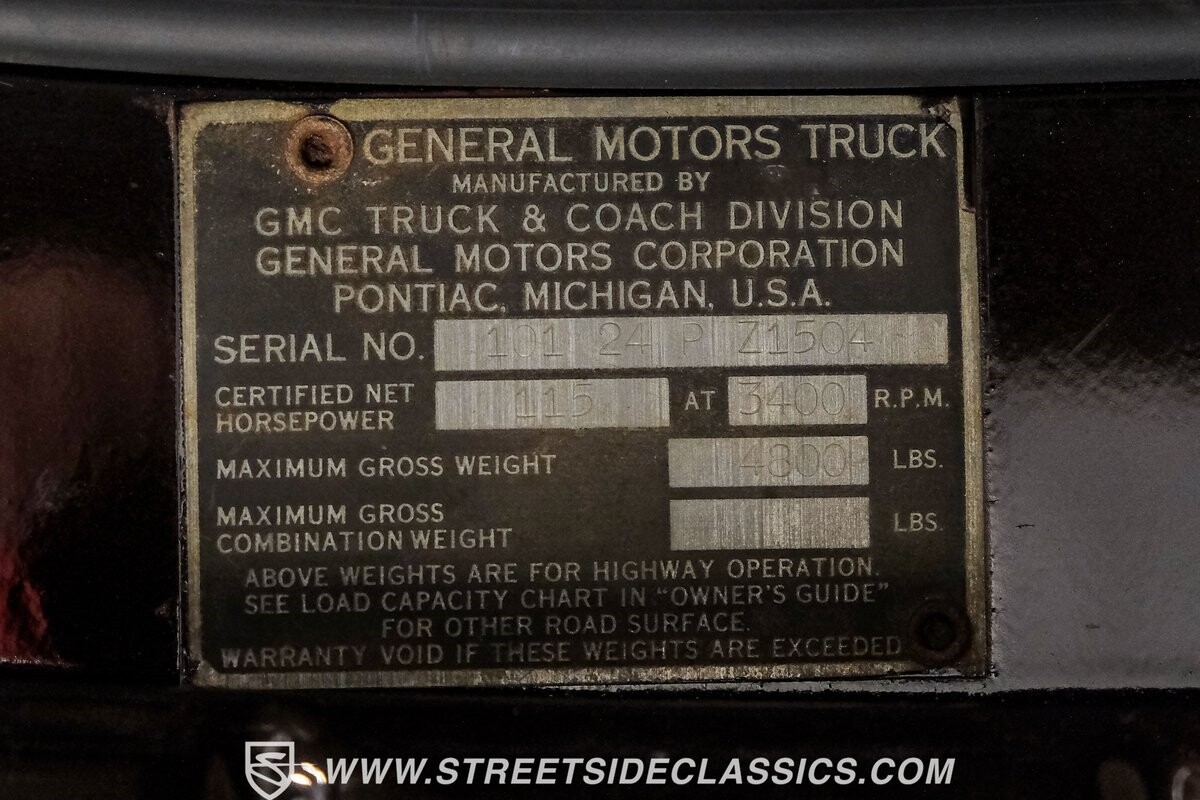 GENERAL MOTORS TRUCK
MANUFACTURED BY
GMC TRUCK & COACH DIVISION
GENERAL MOTORS CORPORATION
PONTIAC, MICHIGAN, U.S.A.
SERIAL NO. 101 24 P Z1504
CERTIFIED NET HORSEPOWER 115 AT 3400 R.P.M.
MAXIMUM GROSS WEIGHT 4800 LBS.
MAXIMUM GROSS
COMBINATION WEIGHT LBS.
ABOVE WEIGHTS ARE FOR HIGHWAY OPERATION.
SEE LOAD CAPACITY CHART IN "OWNER'S GUIDE"
FOR OTHER ROAD SURFACE.
WARRANTY VOID IF THESE WEIGHTS ARE EXCEEDED
WWW.STREETSIDECLASSICS.COM